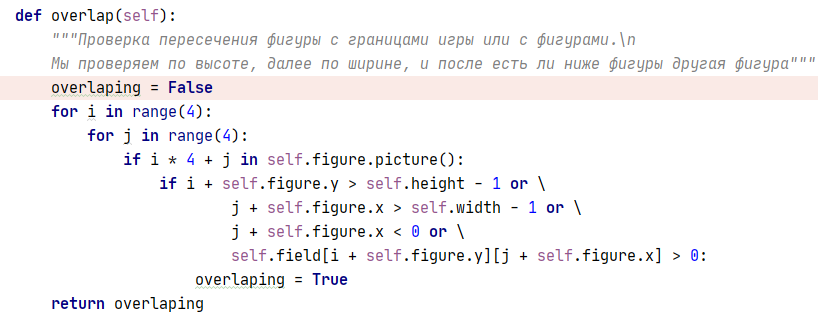 def overlap(self):
    """Проверка пересечения фигуры с границами игры или с фигурами.\n
    Мы проверяем по высоте, далее по ширине, и после есть ли ниже фигуры другая фигура"""
    overlaping = False
    for i in range(4):
        for j in range(4):
            if i * 4 + j in self.figure.picture():
                if i + self.figure.y > self.height - 1 or \
                        j + self.figure.x > self.width - 1 or \
                        j + self.figure.x < 0 or \
                        self.field[i + self.figure.y][j + self.figure.x] > 0:
                    overlaping = True
    return overlaping